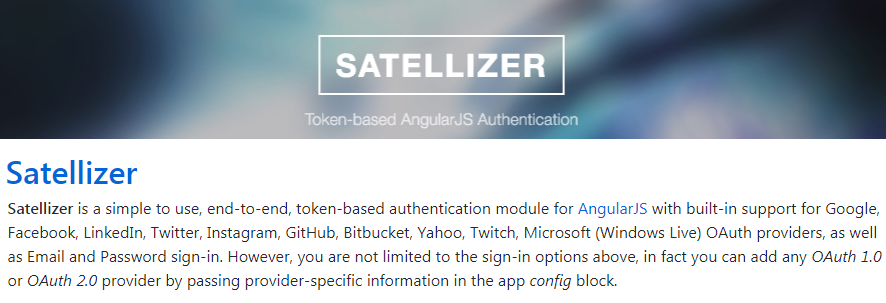 SATELLIZER
Token-based AngularJS Authentication
Satellizer
Satellizer is a simple to use, end-to-end, token-based authentication module for AngularJS with built-in support for Google,
Facebook, LinkedIn, Twitter, Instagram, GitHub, Bitbucket, Yahoo, Twitch, Microsoft (Windows Live) OAuth providers, as well
as Email and Password sign-in. However, you are not limited to the sign-in options above, in fact you can add any OAuth 1.0
or OAuth 2.0 provider by passing provider-specific information in the app config block.